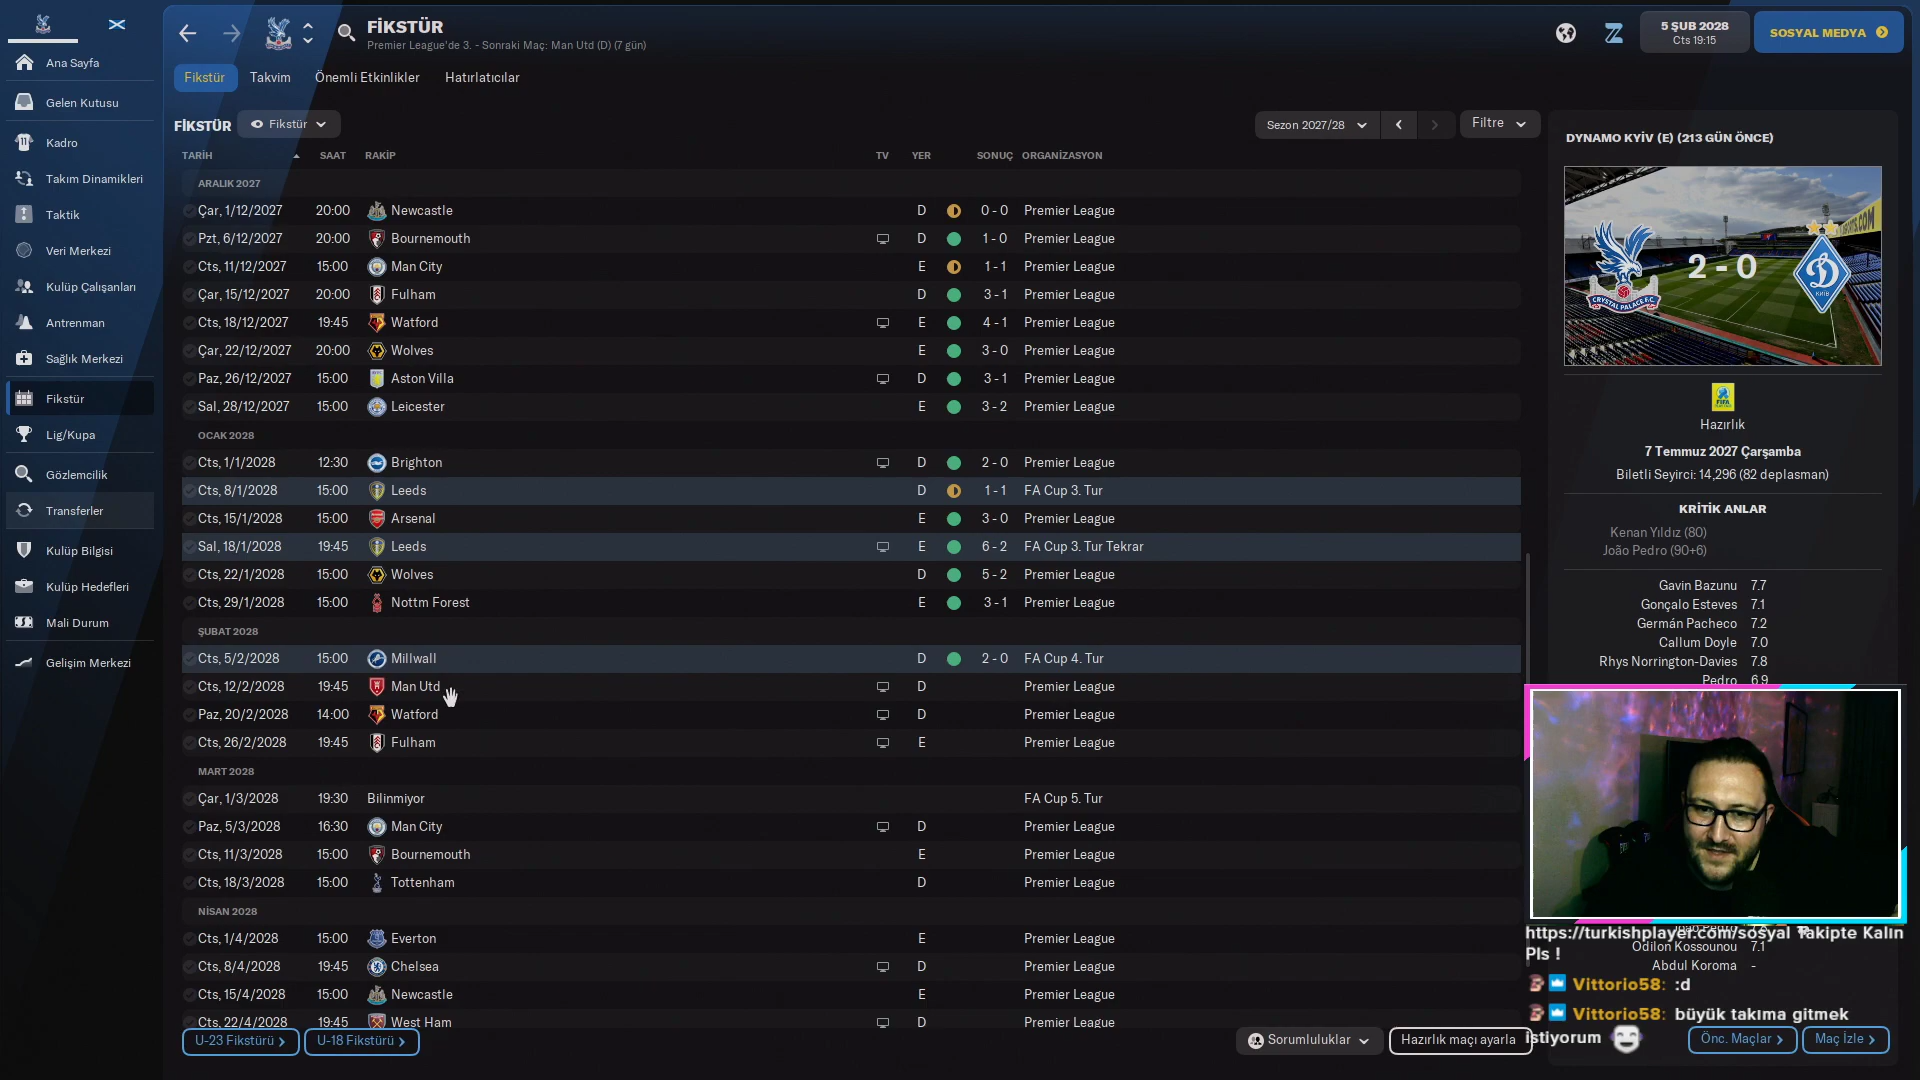 FİKSTÜR
Premier League'de 3. - Sonraki Maç: Man Utd (D) (7 gün)
5 ŞUB 2028
Cts 19:15
SOSYAL MEDYA
Ana Sayfa
Gelen Kutusu
Kadro
Takım Dinamikleri
Taktik
Veri Merkezi
Kulüp Çalışanları
Antrenman
Sağlık Merkezi
Fikstür
Lig/Kupa
Gözlemcilik
Transferler
Kulüp Bilgisi
Kulüp Hedefleri
Mali Durum
Gelişim Merkezi
Fikstür Takvim Önemli Etkinlikler Hatırlatıcılar
FİKSTÜR Fikstür Sezon 2027/28 Filtre
TARİH SAAT RAKİP TV YER SONUÇ ORGANİZASYON
ARALIK 2027
Çar, 1/12/2027 20:00 Newcastle D 0 - 0 Premier League
Pzt, 6/12/2027 20:00 Bournemouth D 1 - 0 Premier League
Cts, 11/12/2027 15:00 Man City E 1 - 1 Premier League
Çar, 15/12/2027 20:00 Fulham D 3 - 1 Premier League
Cts, 18/12/2027 19:45 Watford E 4 - 1 Premier League
Çar, 22/12/2027 20:00 Wolves E 3 - 0 Premier League
Paz, 26/12/2027 15:00 Aston Villa D 3 - 1 Premier League
Sal, 28/12/2027 15:00 Leicester E 3 - 2 Premier League
OCAK 2028
Cts, 1/1/2028 12:30 Brighton D 2 - 0 Premier League
Cts, 8/1/2028 15:00 Leeds D 1 - 1 FA Cup 3. Tur
Cts, 15/1/2028 15:00 Arsenal E 3 - 0 Premier League
Sal, 18/1/2028 19:45 Leeds E 6 - 2 FA Cup 3. Tur Tekrar
Cts, 22/1/2028 15:00 Wolves D 5 - 2 Premier League
Cts, 29/1/2028 15:00 Nottm Forest E 3 - 1 Premier League
ŞUBAT 2028
Cts, 5/2/2028 15:00 Millwall D 2 - 0 FA Cup 4. Tur
Cts, 12/2/2028 19:45 Man Utd D Premier League
Paz, 20/2/2028 14:00 Watford D Premier League
Cts, 26/2/2028 19:45 Fulham E Premier League
MART 2028
Çar, 1/3/2028 19:30 Bilinmiyor FA Cup 5. Tur
Paz, 5/3/2028 16:30 Man City D Premier League
Cts, 11/3/2028 15:00 Bournemouth E Premier League
Cts, 18/3/2028 15:00 Tottenham D Premier League
NİSAN 2028
Cts, 1/4/2028 15:00 Everton E Premier League
Cts, 8/4/2028 19:45 Chelsea D Premier League
Cts, 15/4/2028 15:00 Newcastle E Premier League
Cts, 22/4/2028 19:45 West Ham D Premier League
U-23 Fikstürü U-18 Fikstürü Sorumluluklar Hazırlık maçı ayarla
DYNAMO KYİV (E) (213 GÜN ÖNCE)
CRYSTAL PALACE F.C.
2 - 0
Hazırlık
7 Temmuz 2027 Çarşamba
Biletli Seyirci: 14,296 (82 deplasman)
KRİTİK ANLAR
Kenan Yıldız (80)
João Pedro (90+6)
Gavin Bazunu 7.7
Gonçalo Esteves 7.1
Germán Pacheco 7.2
Callum Doyle 7.0
Rhys Norrington-Davies 7.8
Pedro 6.9
https://turkishplayer.com/sosyal Takipte Kalın
Pls !
Odilon Kossounou 7.1
Abdul Koroma -
Vittorio58: :d
Vittorio58: büyük takıma gitmek
istiyorum
Önc. Maçlar Maç İzle